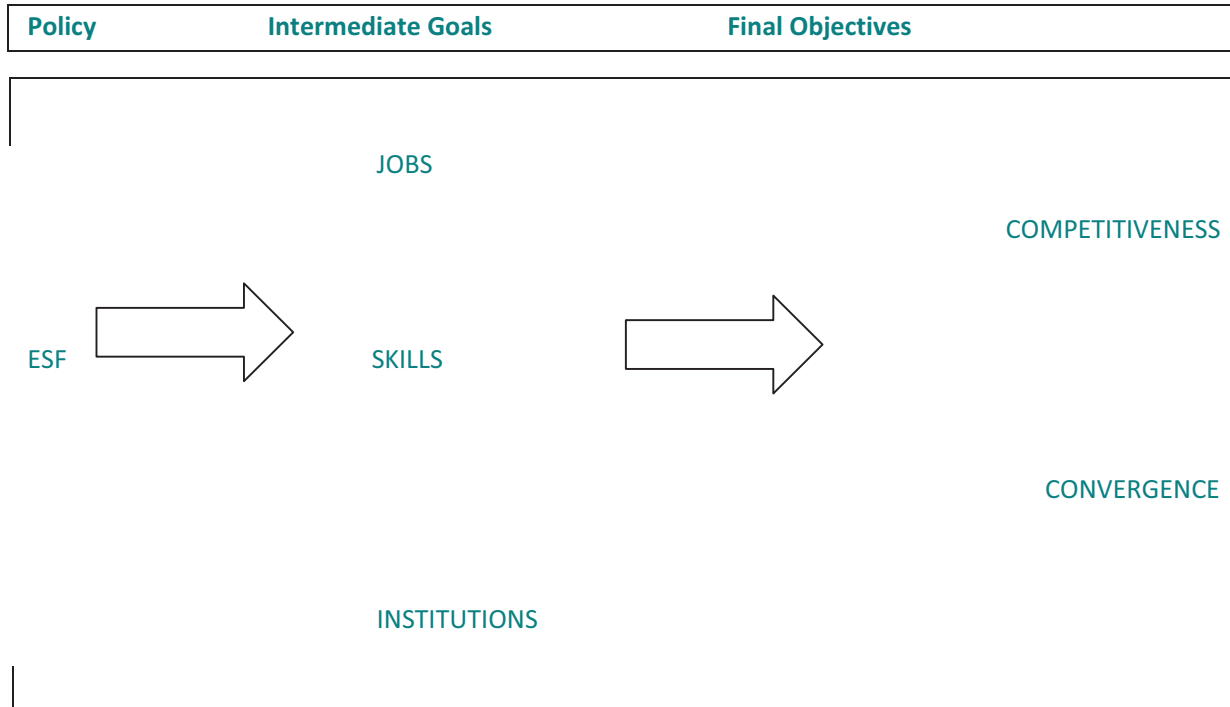 Policy Intermediate Goals Final Objectives
JOBS
COMPETITIVENESS
ESF SKILLS
CONVERGENCE
INSTITUTIONS